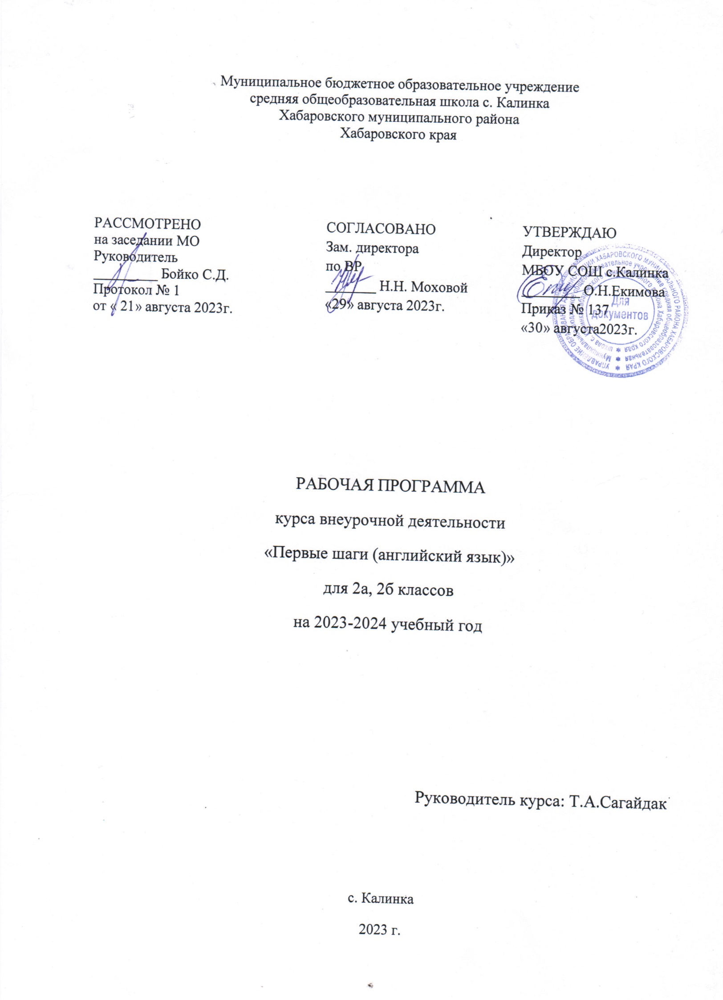 Муниципальное бюджетное образовательное учреждение
средняя общеобразовательная школа с. Калинка
Хабаровского муниципального района
Хабаровского края
РАССМОТРЕНО
на заседании МО
Руководитель
_________ Бойко С.Д.
Протокол № 1
от « 21» августа 2023г.
СОГЛАСОВАНО
Зам. директора
по ВР
_______ Н.Н. Моховой
«29» августа 2023г.
УТВЕРЖДАЮ
Директор
МБОУ СОШ с.Калинка
________ О.Н.Екимова
Приказ № 137
«30» августа2023г.
Для
документов
РАБОЧАЯ ПРОГРАММА
курса внеурочной деятельности
«Первые шаги (английский язык)»
для 2а, 2б классов
на 2023-2024 учебный год
Руководитель курса: Т.А.Сагайдак
с. Калинка
2023 г.